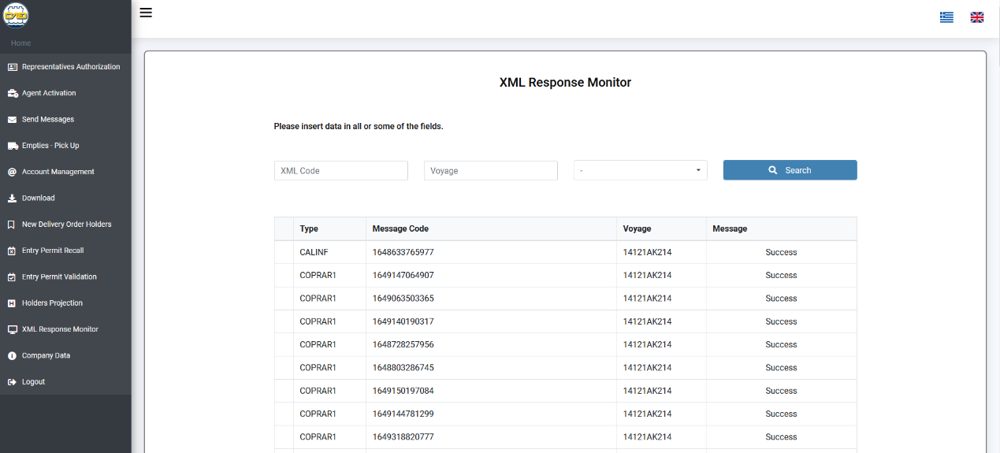 Home
Representatives Authorization
Agent Activation
Send Messages
Empties - Pick Up
Account Management
Download
New Delivery Order Holders
Entry Permit Recall
Entry Permit Validation
Holders Projection
XML Response Monitor
Company Data
Logout
XML Response Monitor
Please insert data in all or some of the fields.
XML Code Voyage - Search
Type Message Code Voyage Message
CALINF 1648633765977 14121AK214 Success
COPRAR1 1649147064907 14121AK214 Success
COPRAR1 1649063503365 14121AK214 Success
COPRAR1 1649140190317 14121AK214 Success
COPRAR1 1648728257956 14121AK214 Success
COPRAR1 1648803286745 14121AK214 Success
COPRAR1 1649150197084 14121AK214 Success
COPRAR1 1649144781299 14121AK214 Success
COPRAR1 1649318820777 14121AK214 Success